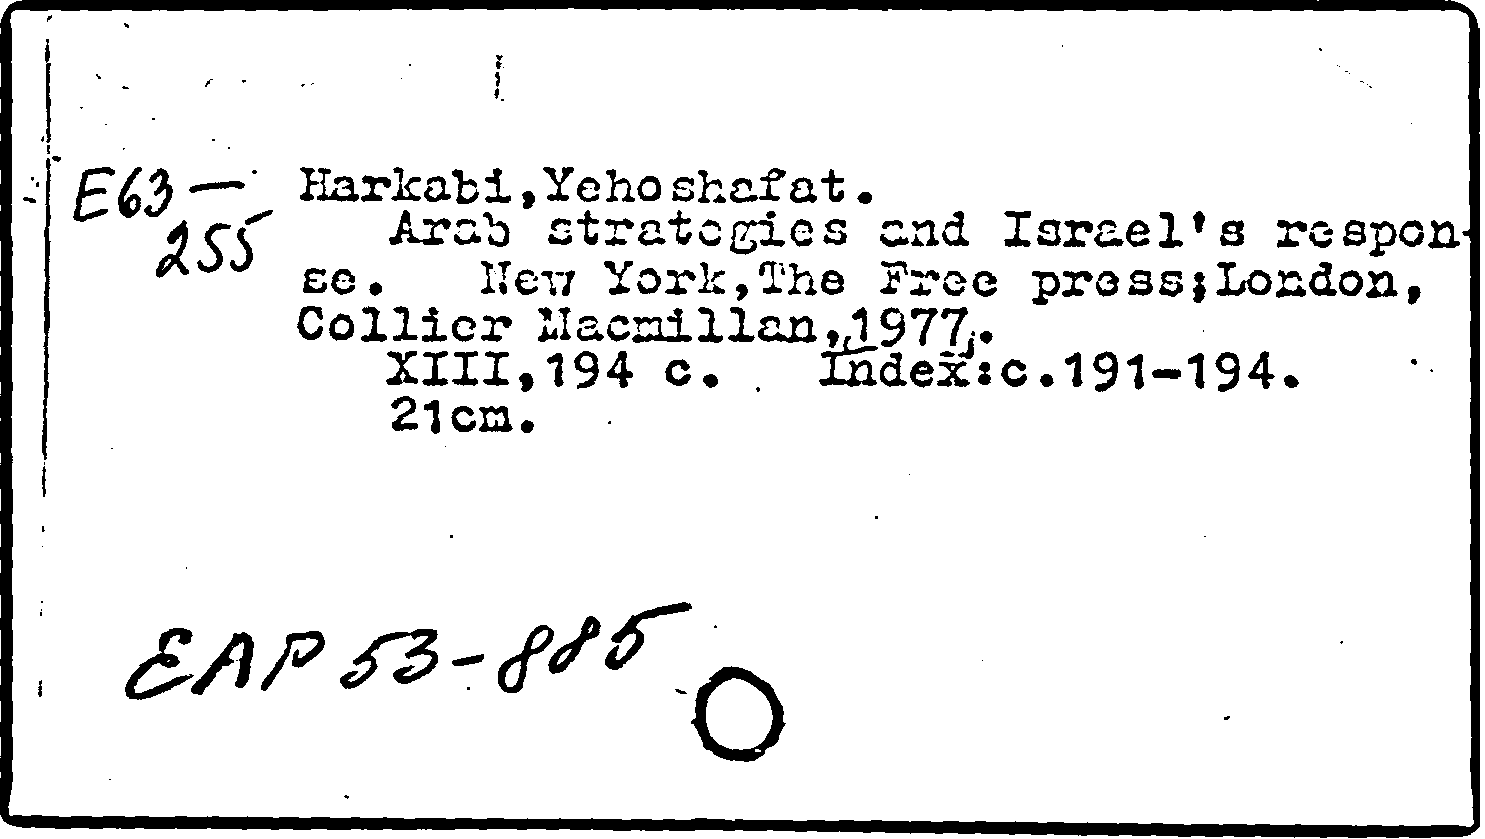 E63-
255
Harkabi,Yehoshafat.
Arab strategies and Israel's respon-
se. New York,The Free press;London,
Collier Macmillan,[1977].
XIII,194 c. Index:c.191-194.
21cm.
EAP 53-885